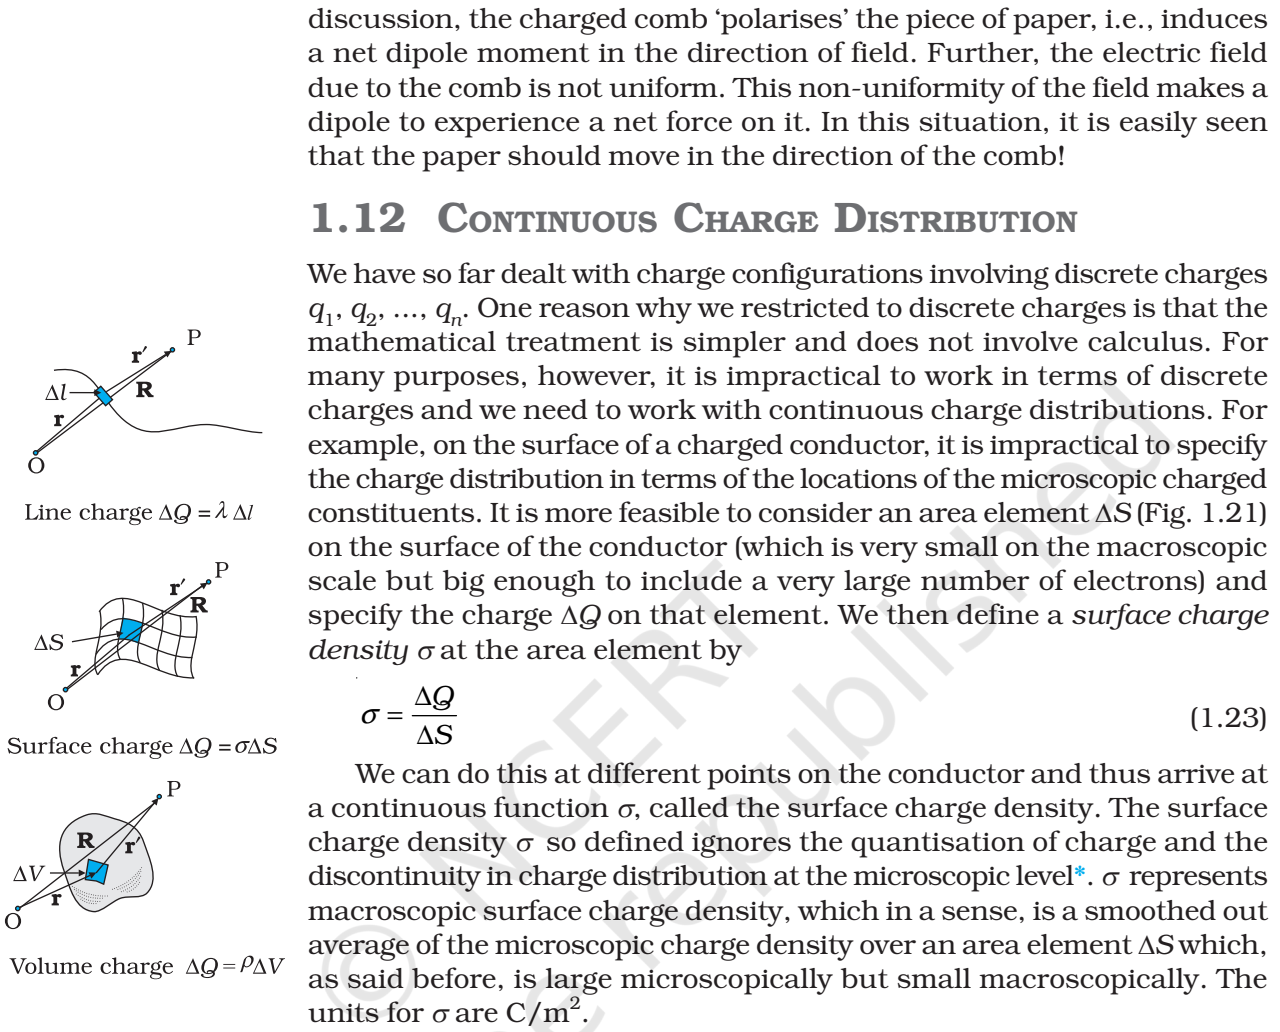 discussion, the charged comb ‘polarises’ the piece of paper, i.e., induces
a net dipole moment in the direction of field. Further, the electric field
due to the comb is not uniform. This non-uniformity of the field makes a
dipole to experience a net force on it. In this situation, it is easily seen
that the paper should move in the direction of the comb!
1.12 CONTINUOUS CHARGE DISTRIBUTION
We have so far dealt with charge configurations involving discrete charges
q₁, q₂, ..., qₙ. One reason why we restricted to discrete charges is that the
mathematical treatment is simpler and does not involve calculus. For
many purposes, however, it is impractical to work in terms of discrete
charges and we need to work with continuous charge distributions. For
example, on the surface of a charged conductor, it is impractical to specify
the charge distribution in terms of the locations of the microscopic charged
constituents. It is more feasible to consider an area element ΔS (Fig. 1.21)
on the surface of the conductor (which is very small on the macroscopic
scale but big enough to include a very large number of electrons) and
specify the charge ΔQ on that element. We then define a surface charge
density σ at the area element by
σ = ΔQ/ΔS (1.23)
We can do this at different points on the conductor and thus arrive at
a continuous function σ, called the surface charge density. The surface
charge density σ so defined ignores the quantisation of charge and the
discontinuity in charge distribution at the microscopic level*. σ represents
macroscopic surface charge density, which in a sense, is a smoothed out
average of the microscopic charge density over an area element ΔS which,
as said before, is large microscopically but small macroscopically. The
units for σ are C/m².
P
r′
Δl
R
r
O
Line charge ΔQ = λ Δl
P
r′
R
ΔS
r
O
Surface charge ΔQ = σΔS
P
R
r′
ΔV
r
O
Volume charge ΔQ = ρΔV
© NCERT
be republished